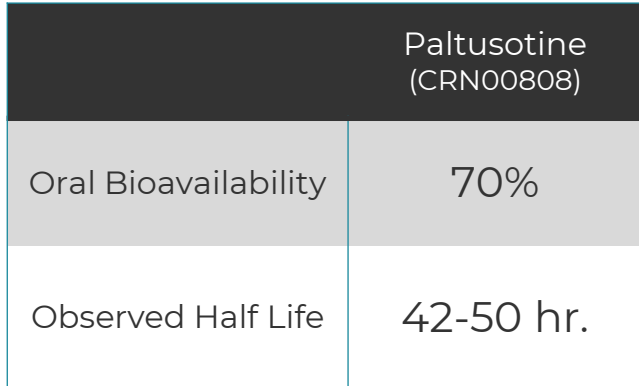 Paltusotine
(CRN00808)
Oral Bioavailability 70%
Observed Half Life 42-50 hr.